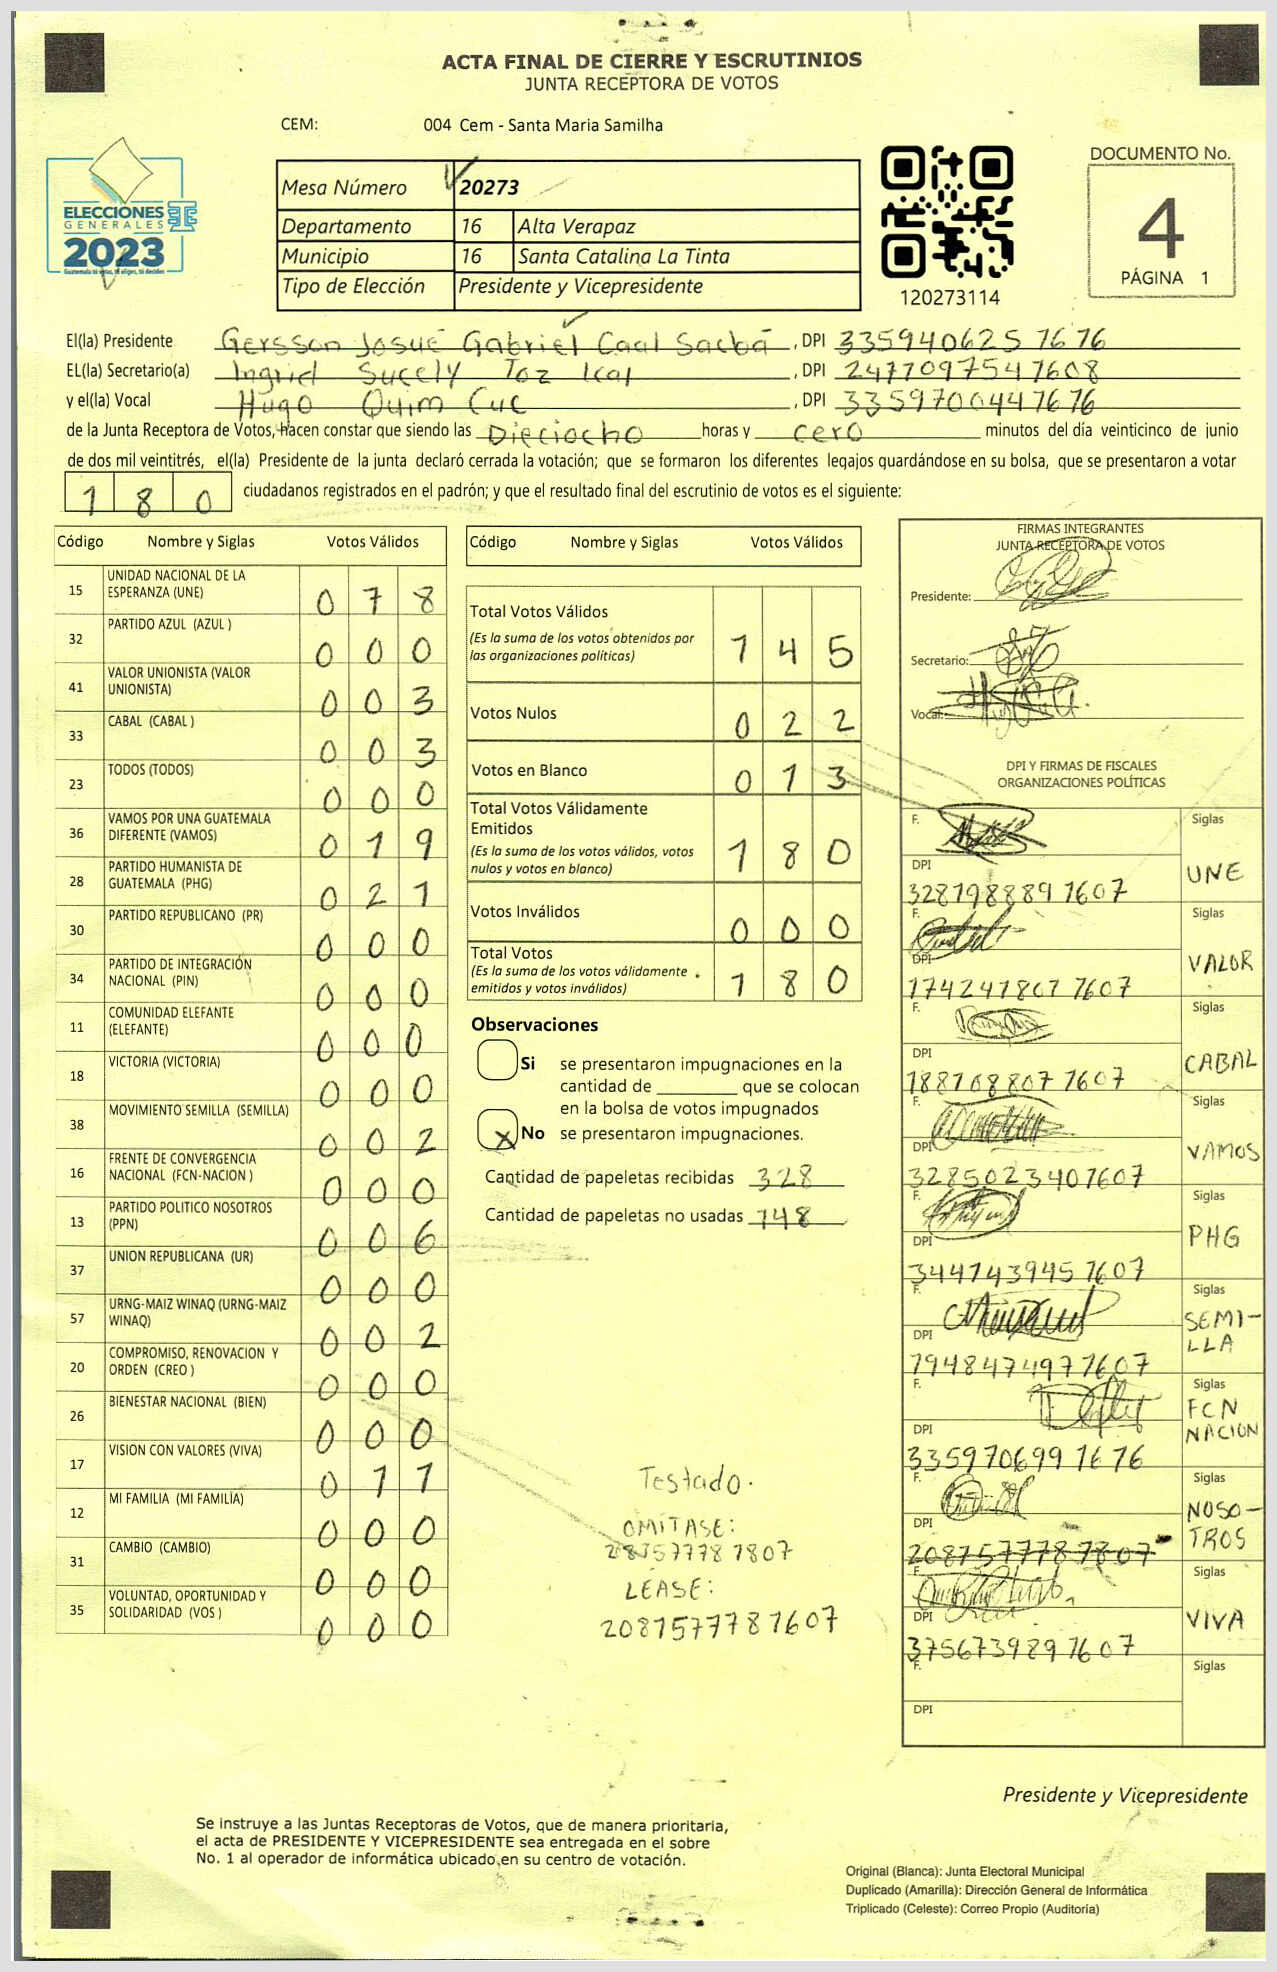 ACTA FINAL DE CIERRE Y ESCRUTINIOS
JUNTA RECEPTORA DE VOTOS
CEM: 004 Cem - Santa Maria Samilha
ELECCIONES
GENERALES
2023
Guatemala tú votas, tú eliges, tú decides
Mesa Número 20273
Departamento 16 Alta Verapaz
Municipio 16 Santa Catalina La Tinta
Tipo de Elección Presidente y Vicepresidente
120273114
DOCUMENTO No.
4
PÁGINA 1
El(la) Presidente Gersson Josué Gabriel Caal Sacbá, DPI 335940625 1676
EL(la) Secretario(a) Ingrid Sucely Toz Ical, DPI 2477097541608
y el(la) Vocal Hugo Quim Cuc, DPI 3359700441676
de la Junta Receptora de Votos, hacen constar que siendo las Dieciocho horas y cero minutos del día veinticinco de junio
de dos mil veintitrés, el(la) Presidente de la junta declaró cerrada la votación; que se formaron los diferentes legajos guardándose en su bolsa, que se presentaron a votar
180 ciudadanos registrados en el padrón; y que el resultado final del escrutinio de votos es el siguiente:
Código Nombre y Siglas Votos Válidos
15 UNIDAD NACIONAL DE LA ESPERANZA (UNE) 0 7 8
32 PARTIDO AZUL (AZUL ) 0 0 0
41 VALOR UNIONISTA (VALOR UNIONISTA) 0 0 3
33 CABAL (CABAL ) 0 0 3
23 TODOS (TODOS) 0 0 0
36 VAMOS POR UNA GUATEMALA DIFERENTE (VAMOS) 0 1 9
28 PARTIDO HUMANISTA DE GUATEMALA (PHG) 0 2 1
30 PARTIDO REPUBLICANO (PR) 0 0 0
34 PARTIDO DE INTEGRACIÓN NACIONAL (PIN) 0 0 0
11 COMUNIDAD ELEFANTE (ELEFANTE) 0 0 0
18 VICTORIA (VICTORIA) 0 0 0
38 MOVIMIENTO SEMILLA (SEMILLA) 0 0 2
16 FRENTE DE CONVERGENCIA NACIONAL (FCN-NACION ) 0 0 0
13 PARTIDO POLITICO NOSOTROS (PPN) 0 0 6
37 UNION REPUBLICANA (UR) 0 0 0
57 URNG-MAIZ WINAQ (URNG-MAIZ WINAQ) 0 0 2
20 COMPROMISO, RENOVACION Y ORDEN (CREO ) 0 0 0
26 BIENESTAR NACIONAL (BIEN) 0 0 0
17 VISION CON VALORES (VIVA) 0 1 1
12 MI FAMILIA (MI FAMILIA) 0 0 0
31 CAMBIO (CAMBIO) 0 0 0
35 VOLUNTAD, OPORTUNIDAD Y SOLIDARIDAD (VOS ) 0 0 0
Código Nombre y Siglas Votos Válidos
Total Votos Válidos 1 4 5
(Es la suma de los votos obtenidos por
las organizaciones políticas)
Votos Nulos 0 2 2
Votos en Blanco 0 1 3
Total Votos Válidamente
Emitidos 1 8 0
(Es la suma de los votos válidos, votos
nulos y votos en blanco)
Votos Inválidos 0 0 0
Total Votos 1 8 0
(Es la suma de los votos válidamente
emitidos y votos inválidos)
Observaciones
Si se presentaron impugnaciones en la
cantidad de ________ que se colocan
en la bolsa de votos impugnados
X No se presentaron impugnaciones.
Cantidad de papeletas recibidas 328
Cantidad de papeletas no usadas 148
Testado.
OMÍTASE:
LEASE:
2081577781607
FIRMAS INTEGRANTES
JUNTA RECEPTORA DE VOTOS
Presidente:
Secretario:
Vocal:
DPI Y FIRMAS DE FISCALES
ORGANIZACIONES POLÍTICAS
F. Siglas
DPI UNE
3281988891607
F. Siglas
DPI VALOR
1742418071607
F. Siglas
DPI CABAL
1881088071607
F. Siglas
DPI VAMOS
3285023401607
F. Siglas
DPI PHG
3441439451607
F. Siglas
DPI SEMI-
LLA
1948474971607
F. Siglas
DPI FCN
NACION
3359706991676
F. Siglas
DPI NOSO-
TROS
2081577781807
F. Siglas
DPI VIVA
3756739891607
F. Siglas
DPI
Presidente y Vicepresidente
Se instruye a las Juntas Receptoras de Votos, que de manera prioritaria,
el acta de PRESIDENTE Y VICEPRESIDENTE sea entregada en el sobre
No. 1 al operador de informática ubicado en su centro de votación.
Original (Blanca): Junta Electoral Municipal
Duplicado (Amarilla): Dirección General de Informática
Triplicado (Celeste): Correo Propio (Auditoría)